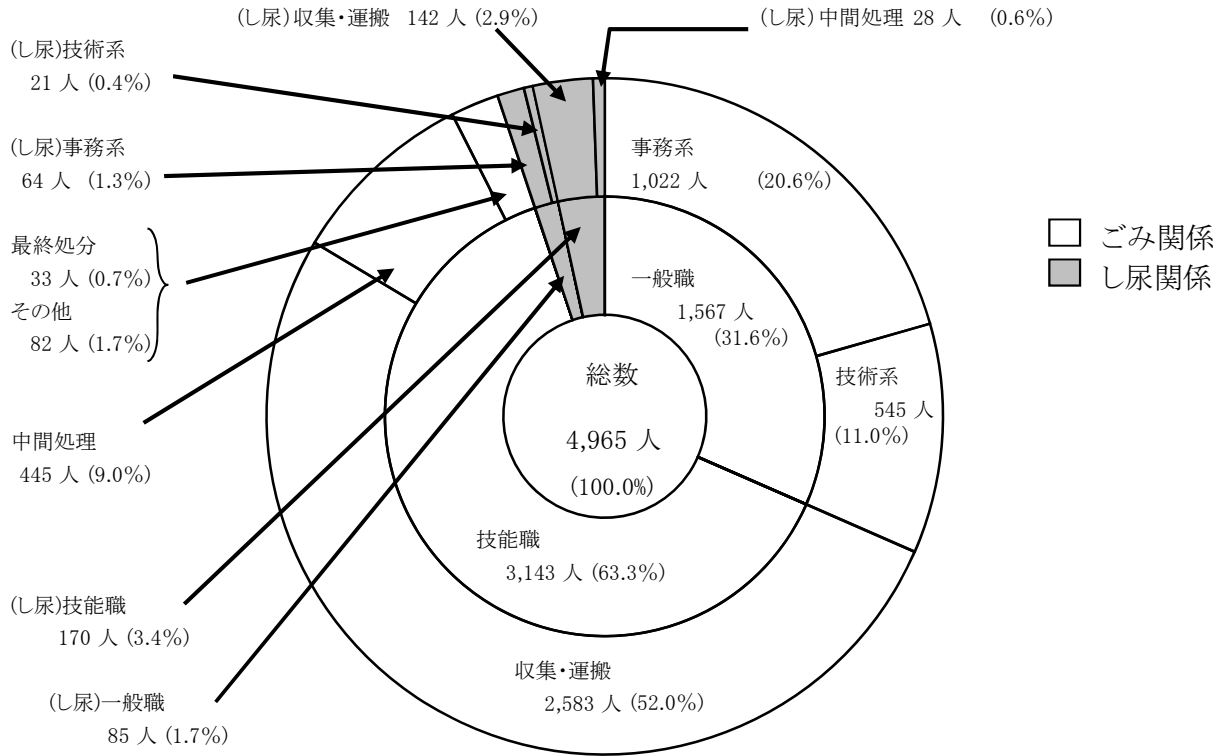 (し尿)収集・運搬 142 人 (2.9%)
(し尿)中間処理 28 人 (0.6%)
(し尿)技術系
21 人 (0.4%)
(し尿)事務系
64 人 (1.3%)
最終処分
33 人 (0.7%)
その他
82 人 (1.7%)
中間処理
445 人 (9.0%)
(し尿)技能職
170 人 (3.4%)
(し尿)一般職
85 人 (1.7%)
事務系
1,022 人 (20.6%)
一般職
1,567 人
(31.6%)
技術系
545 人
(11.0%)
総数
4,965 人
(100.0%)
技能職
3,143 人 (63.3%)
収集・運搬
2,583 人 (52.0%)
ごみ関係
し尿関係